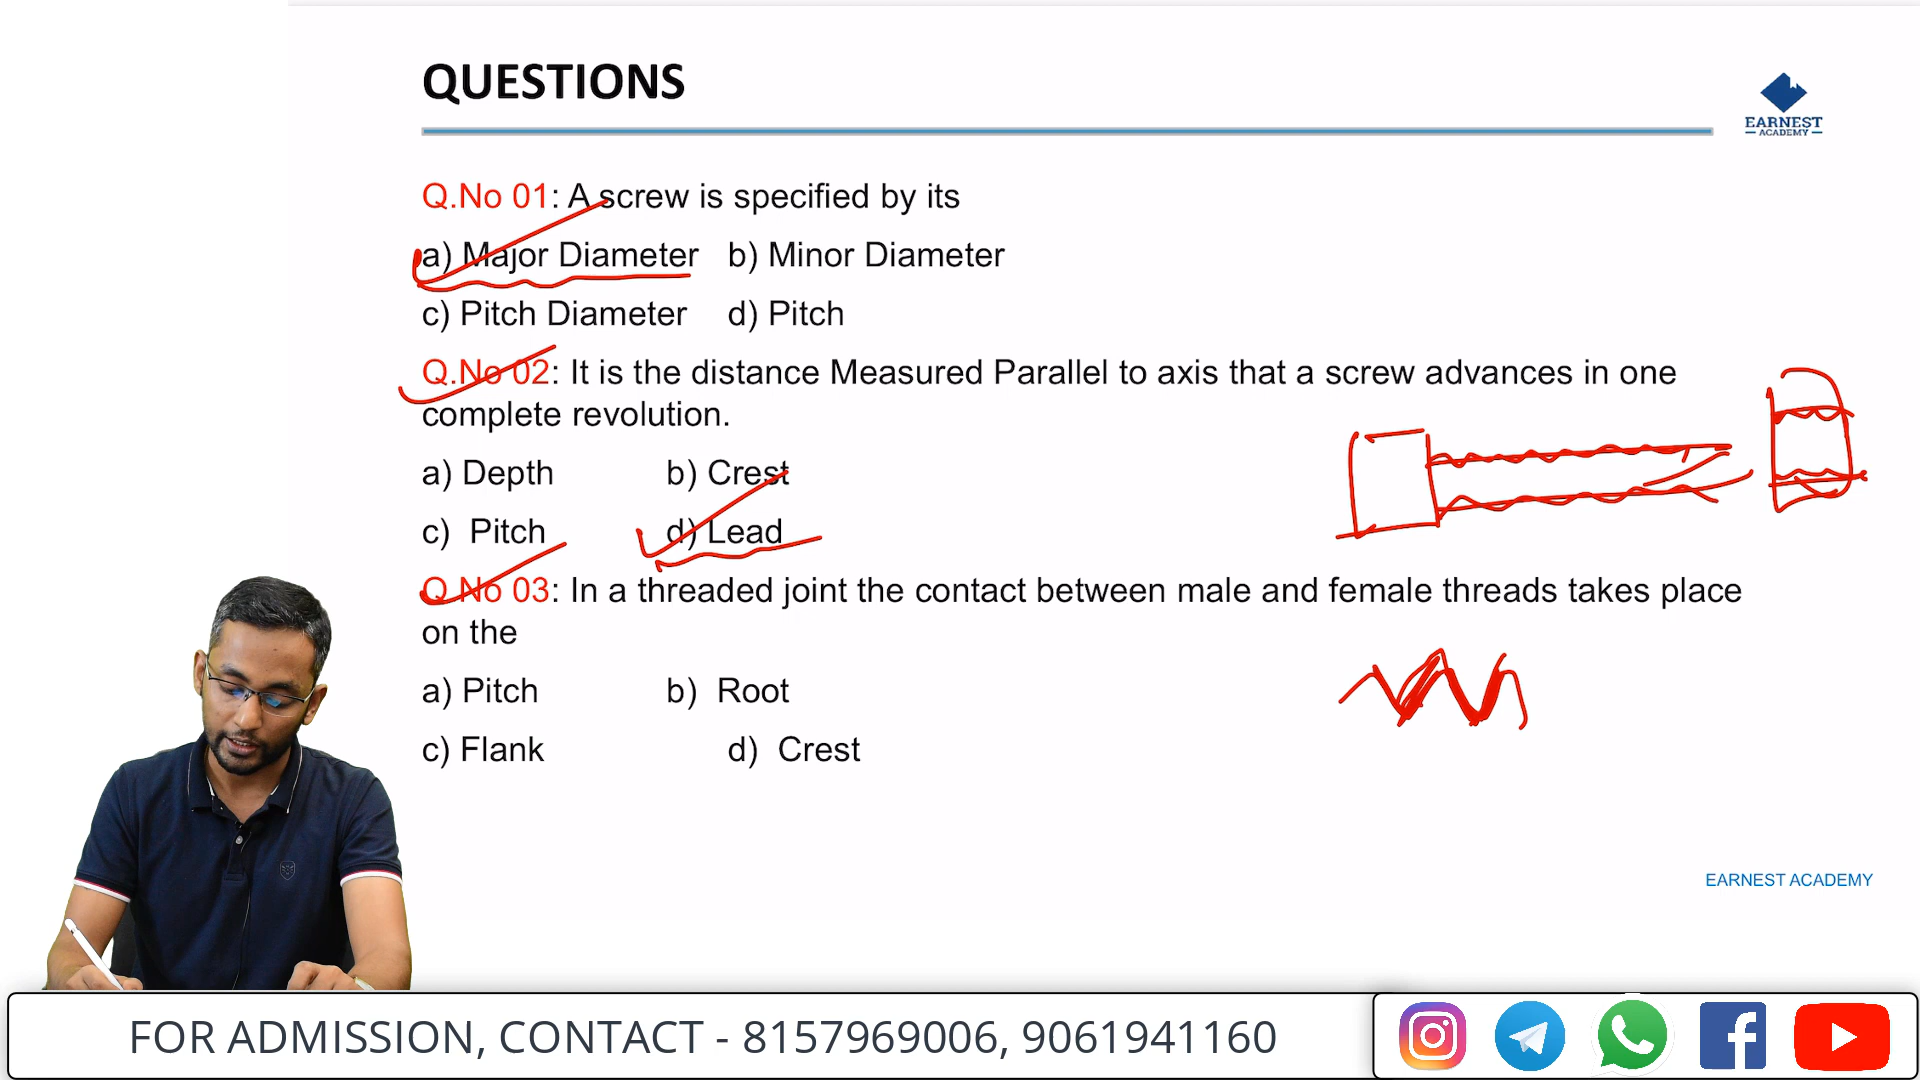 QUESTIONS
EARNEST
ACADEMY
Q.No 01: A screw is specified by its
a) Major Diameter b) Minor Diameter
c) Pitch Diameter d) Pitch
Q.No 02: It is the distance Measured Parallel to axis that a screw advances in one
complete revolution.
a) Depth b) Crest
c) Pitch d) Lead
Q.No 03: In a threaded joint the contact between male and female threads takes place
on the
a) Pitch b) Root
c) Flank d) Crest
EARNEST ACADEMY
FOR ADMISSION, CONTACT - 8157969006, 9061941160